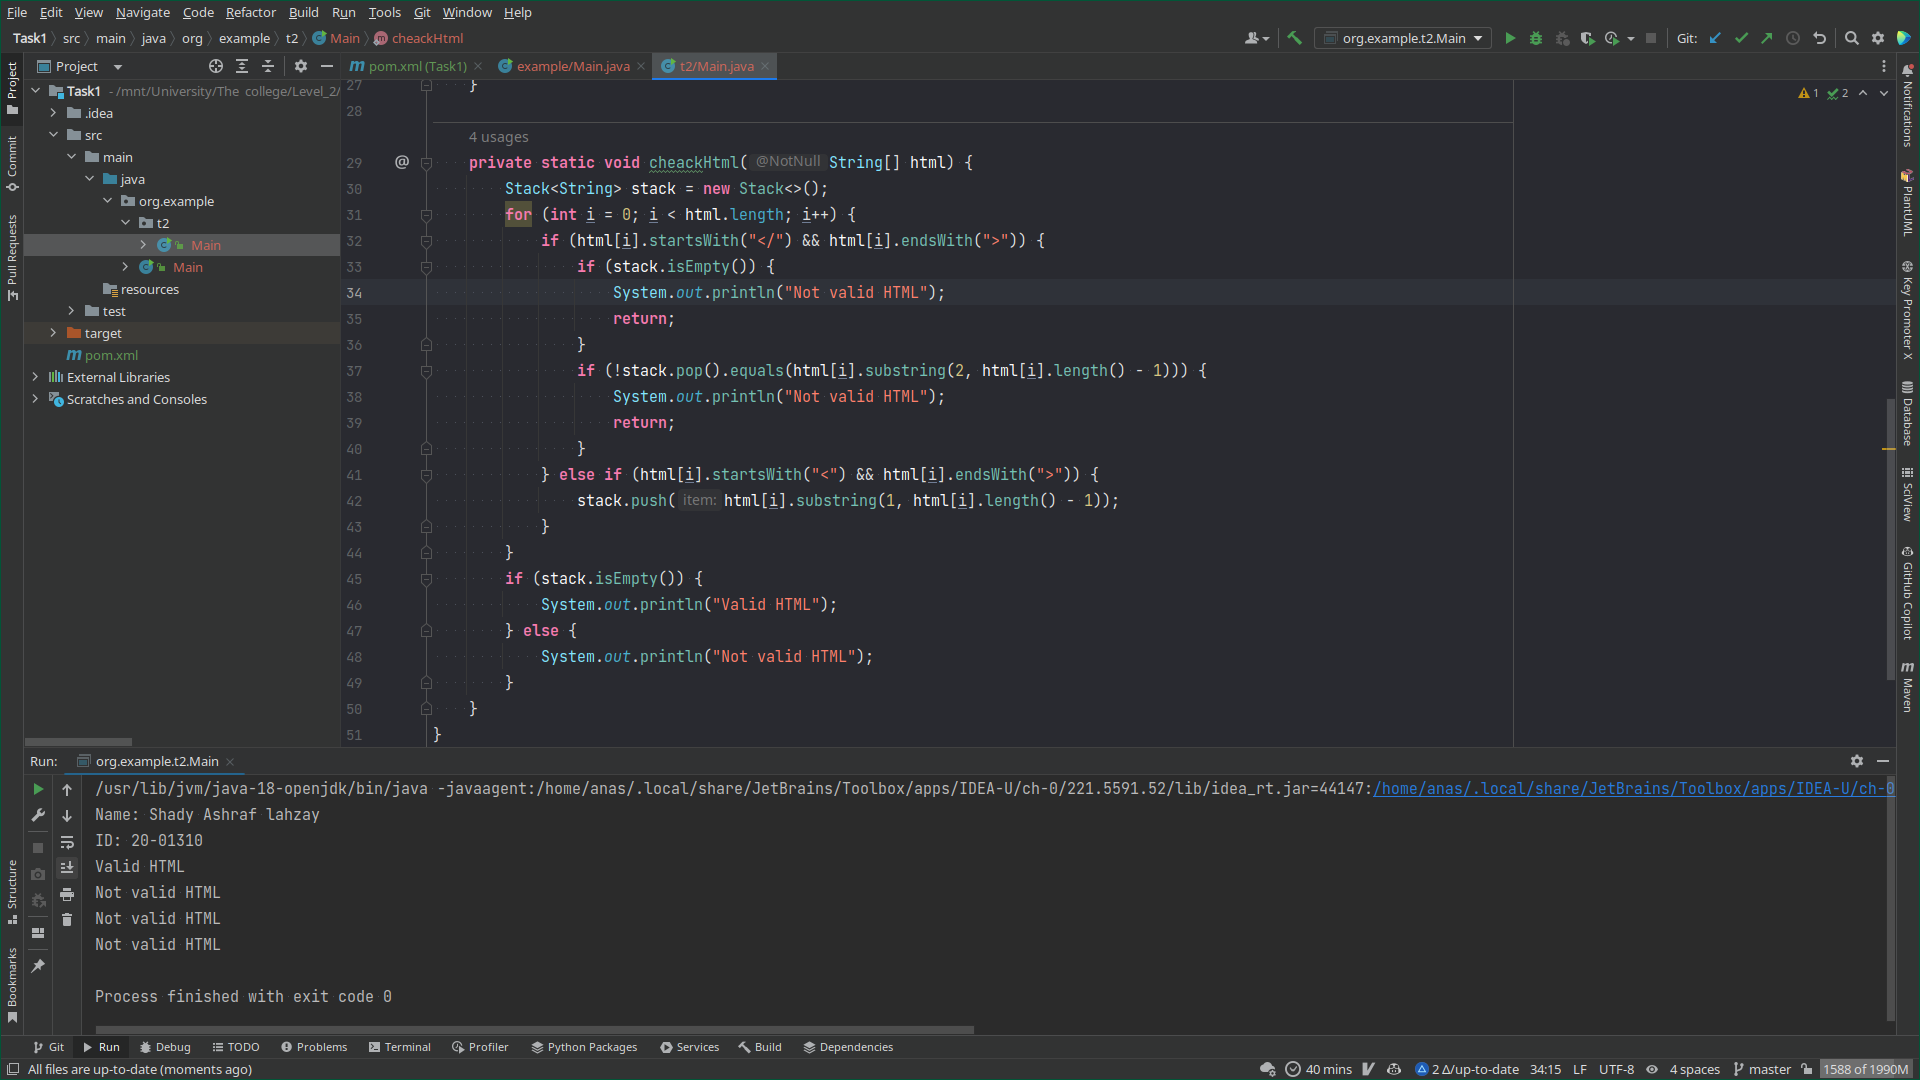 File Edit View Navigate Code Refactor Build Run Tools Git Window Help
Task1 src main java org example t2 Main cheackHtml
org.example.t2.Main Git:
Project
pom.xml (Task1) example/Main.java t2/Main.java
Task1 ~/mnt/University/The college/Level_2/
.idea
src
main
java
org.example
t2
Main
Main
resources
test
target
pom.xml
External Libraries
Scratches and Consoles
Project
Commit
Pull Requests
Structure
Bookmarks
1 2
27 }
28
4 usages
29 @ private static void cheackHtml( @NotNull String[] html) {
30 Stack<String> stack = new Stack<>();
31 for (int i = 0; i < html.length; i++) {
32 if (html[i].startsWith("</") && html[i].endsWith(">")) {
33 if (stack.isEmpty()) {
34 System.out.println("Not valid HTML");
35 return;
36 }
37 if (!stack.pop().equals(html[i].substring(2, html[i].length() - 1))) {
38 System.out.println("Not valid HTML");
39 return;
40 }
41 } else if (html[i].startsWith("<") && html[i].endsWith(">")) {
42 stack.push( item: html[i].substring(1, html[i].length() - 1));
43 }
44 }
45 if (stack.isEmpty()) {
46 System.out.println("Valid HTML");
47 } else {
48 System.out.println("Not valid HTML");
49 }
50 }
51 }
Notifications
PlantUML
Key Promoter X
Database
SciView
GitHub Copilot
Maven
Run: org.example.t2.Main
/usr/lib/jvm/java-18-openjdk/bin/java -javaagent:/home/anas/.local/share/JetBrains/Toolbox/apps/IDEA-U/ch-0/221.5591.52/lib/idea_rt.jar=44147:/home/anas/.local/share/JetBrains/Toolbox/apps/IDEA-U/ch-0
Name: Shady Ashraf lahzay
ID: 20-01310
Valid HTML
Not valid HTML
Not valid HTML
Not valid HTML
Process finished with exit code 0
Git Run Debug TODO Problems Terminal Profiler Python Packages Services Build Dependencies
All files are up-to-date (moments ago) 40 mins 2 Δ/up-to-date 34:15 LF UTF-8 4 spaces master 1588 of 1990M